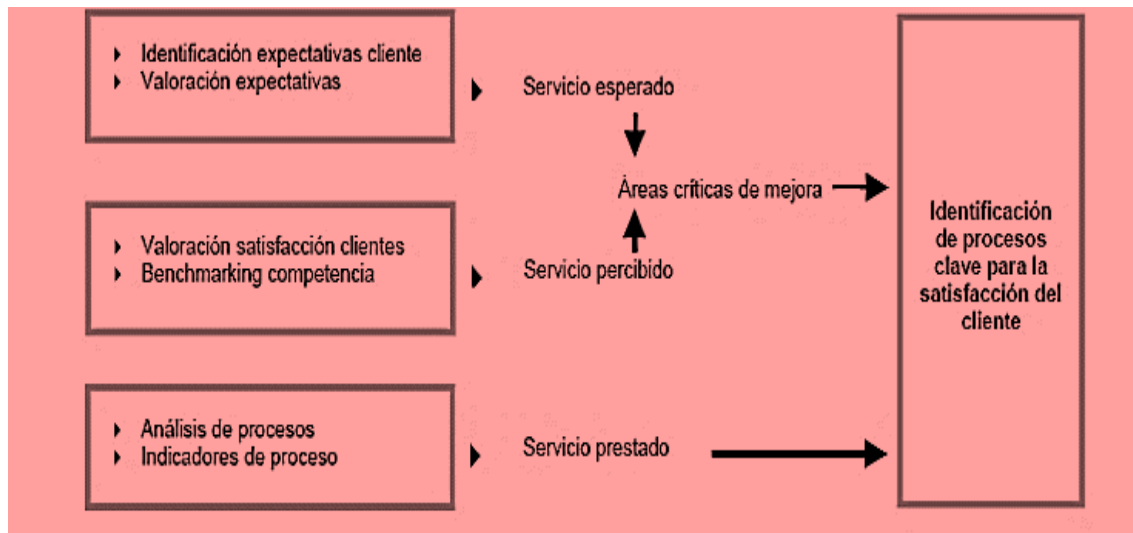 Identificación expectativas cliente
Valoración expectativas
Servicio esperado
Áreas críticas de mejora
Valoración satisfacción clientes
Benchmarking competencia
Servicio percibido
Análisis de procesos
Indicadores de proceso
Servicio prestado
Identificación
de procesos
clave para la
satisfacción del
cliente